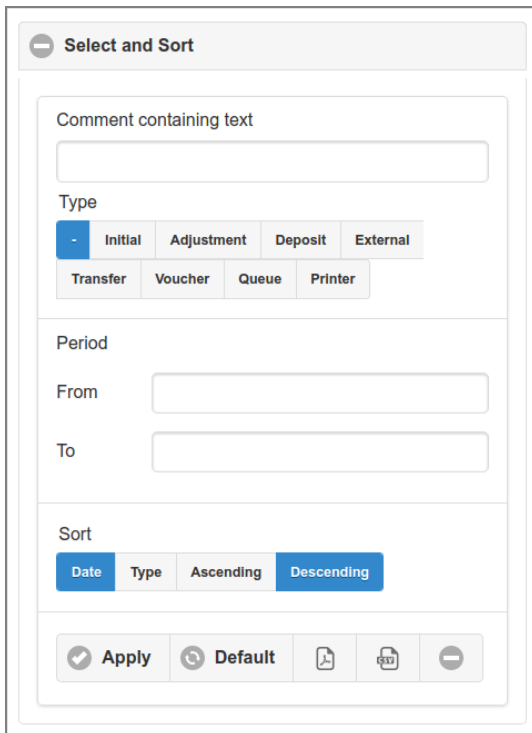 Select and Sort
Comment containing text
Type
- Initial Adjustment Deposit External
Transfer Voucher Queue Printer
Period
From
To
Sort
Date Type Ascending Descending
Apply Default CSV